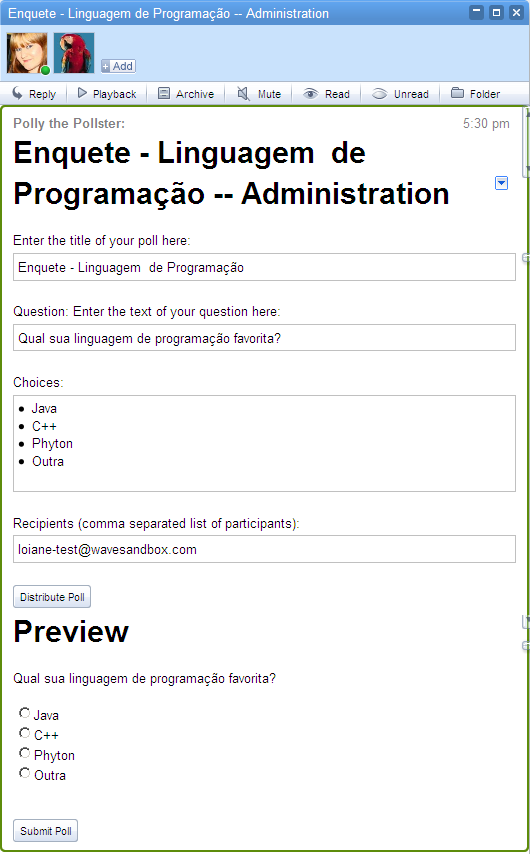 Enquete - Linguagem de Programação -- Administration
Add
Reply Playback Archive Mute Read Unread Folder
Polly the Pollster: 5:30 pm
Enquete - Linguagem  de
Programação -- Administration
Enter the title of your poll here:
Enquete - Linguagem  de Programação
Question: Enter the text of your question here:
Qual sua linguagem de programação favorita?
Choices:
Java
C++
Phyton
Outra
Recipients (comma separated list of participants):
loiane-test@wavesandbox.com
Distribute Poll
Preview
Qual sua linguagem de programação favorita?
Java
C++
Phyton
Outra
Submit Poll